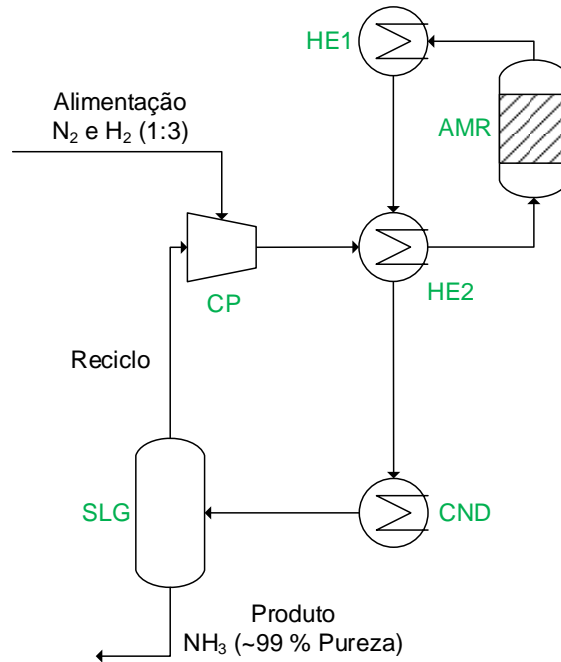 HE1
Alimentação
N₂ e H₂ (1:3)
AMR
CP
HE2
Reciclo
SLG
CND
Produto
NH₃ (~99 % Pureza)